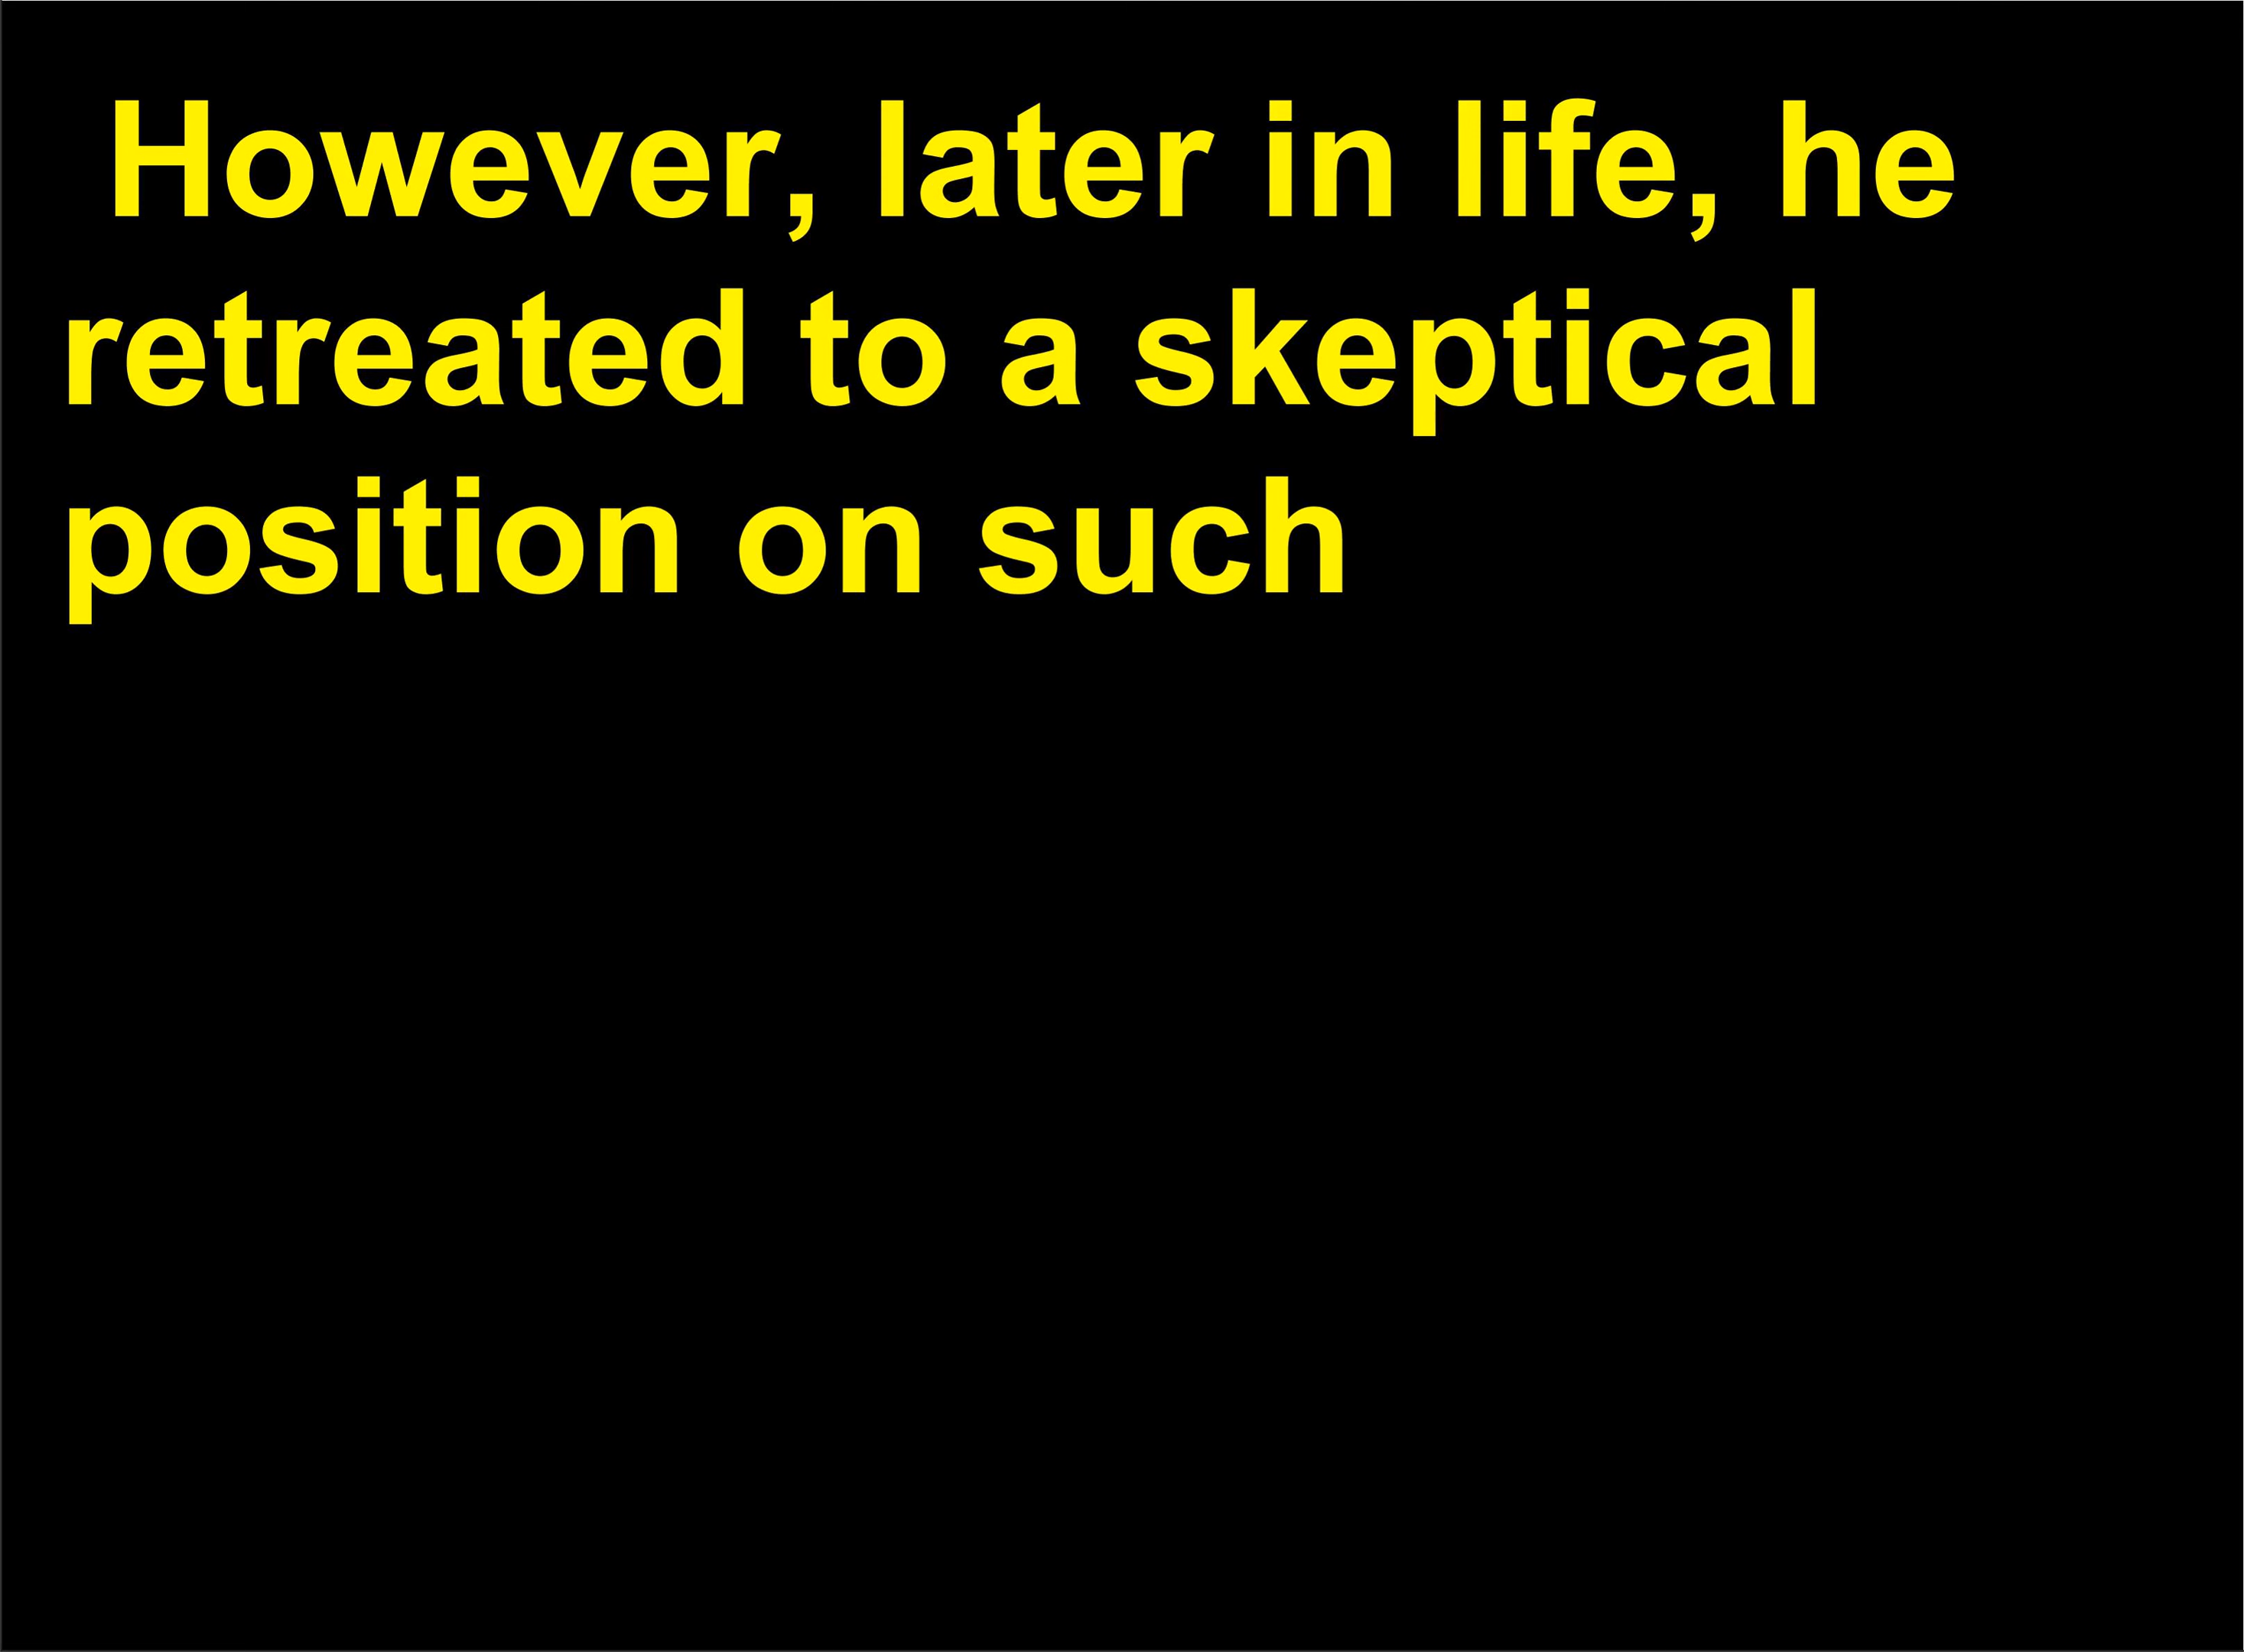 However, later in life, he
retreated to a skeptical
position on such